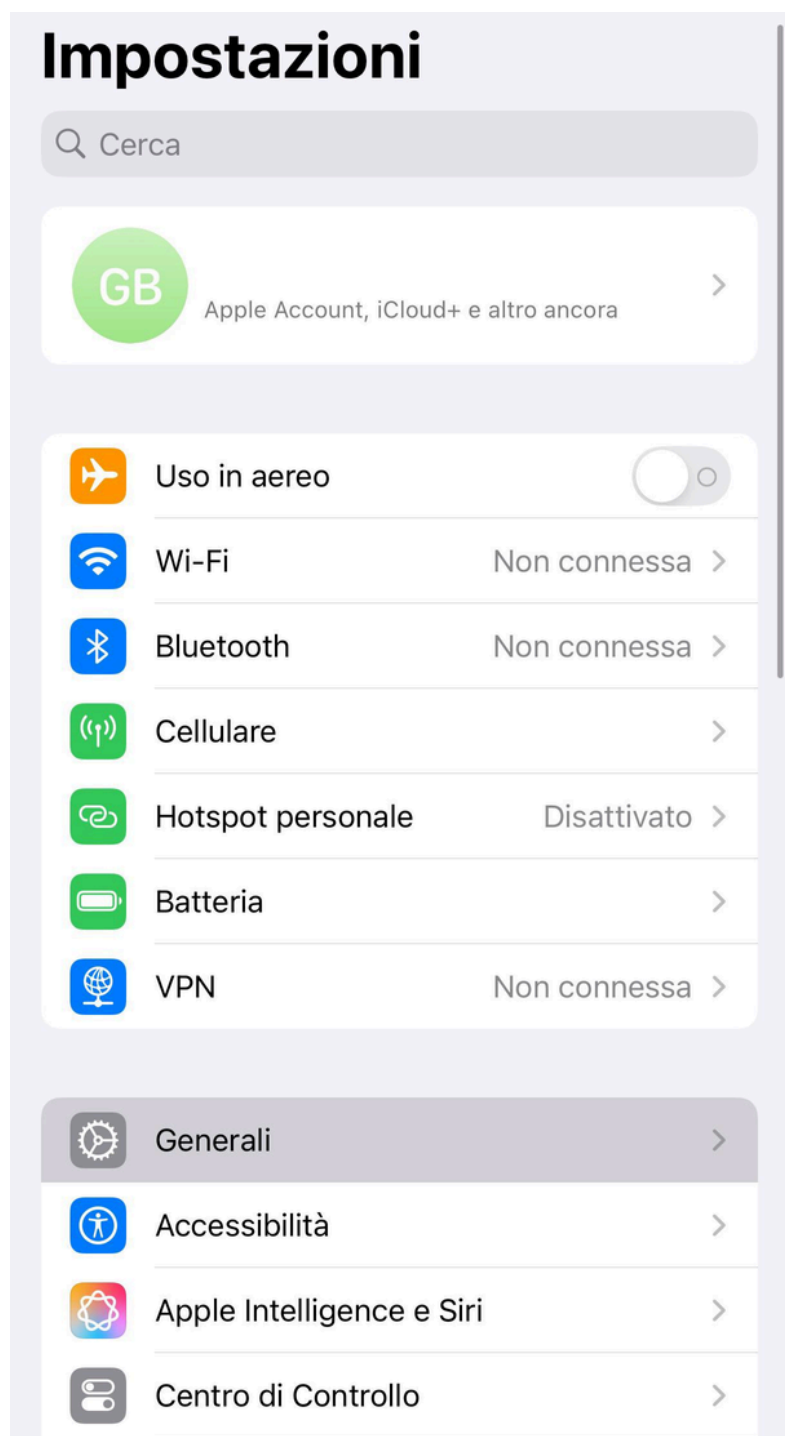 Impostazioni
Cerca
GB
Apple Account, iCloud+ e altro ancora
Uso in aereo
Wi-Fi Non connessa
Bluetooth Non connessa
Cellulare
Hotspot personale Disattivato
Batteria
VPN Non connessa
Generali
Accessibilità
Apple Intelligence e Siri
Centro di Controllo